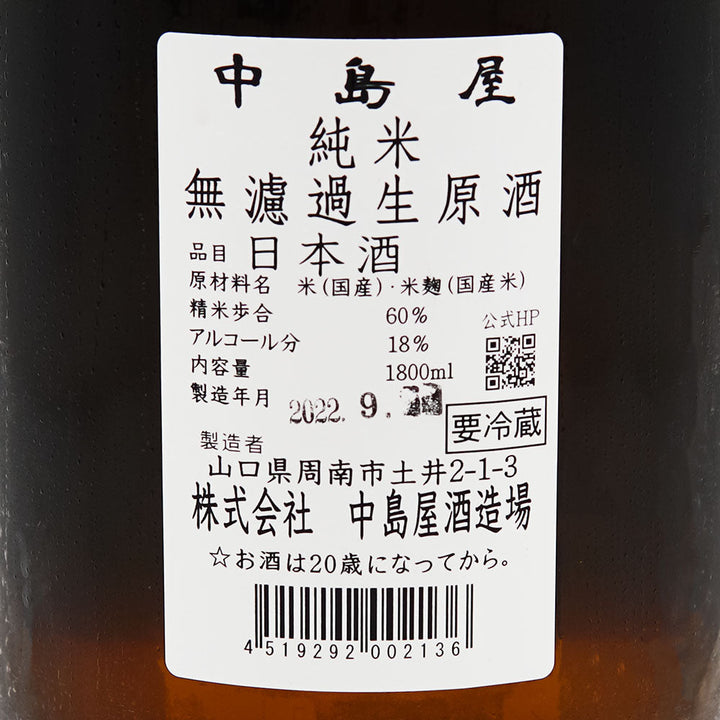 中島屋
純米
無濾過生原酒
品目 日本酒
原材料名 米(国産)・米麹(国産米)
精米歩合 60%
アルコール分 18%
内容量 1800ml
公式HP
製造年月 2022. 9.
要冷蔵
製造者
山口県周南市土井2-1-3
株式会社 中島屋酒造場
☆お酒は20歳になってから。
4 519292 002136